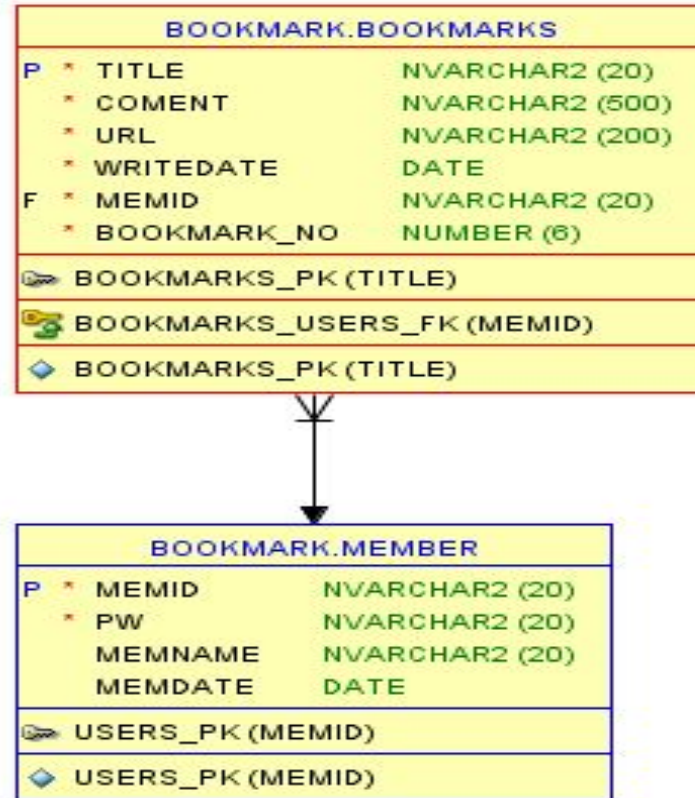 BOOKMARK.BOOKMARKS
P * TITLE NVARCHAR2 (20)
* COMENT NVARCHAR2 (500)
* URL NVARCHAR2 (200)
* WRITEDATE DATE
F * MEMID NVARCHAR2 (20)
* BOOKMARK_NO NUMBER (6)
BOOKMARKS_PK (TITLE)
BOOKMARKS_USERS_FK (MEMID)
BOOKMARKS_PK (TITLE)
BOOKMARK.MEMBER
P * MEMID NVARCHAR2 (20)
* PW NVARCHAR2 (20)
MEMNAME NVARCHAR2 (20)
MEMDATE DATE
USERS_PK (MEMID)
USERS_PK (MEMID)